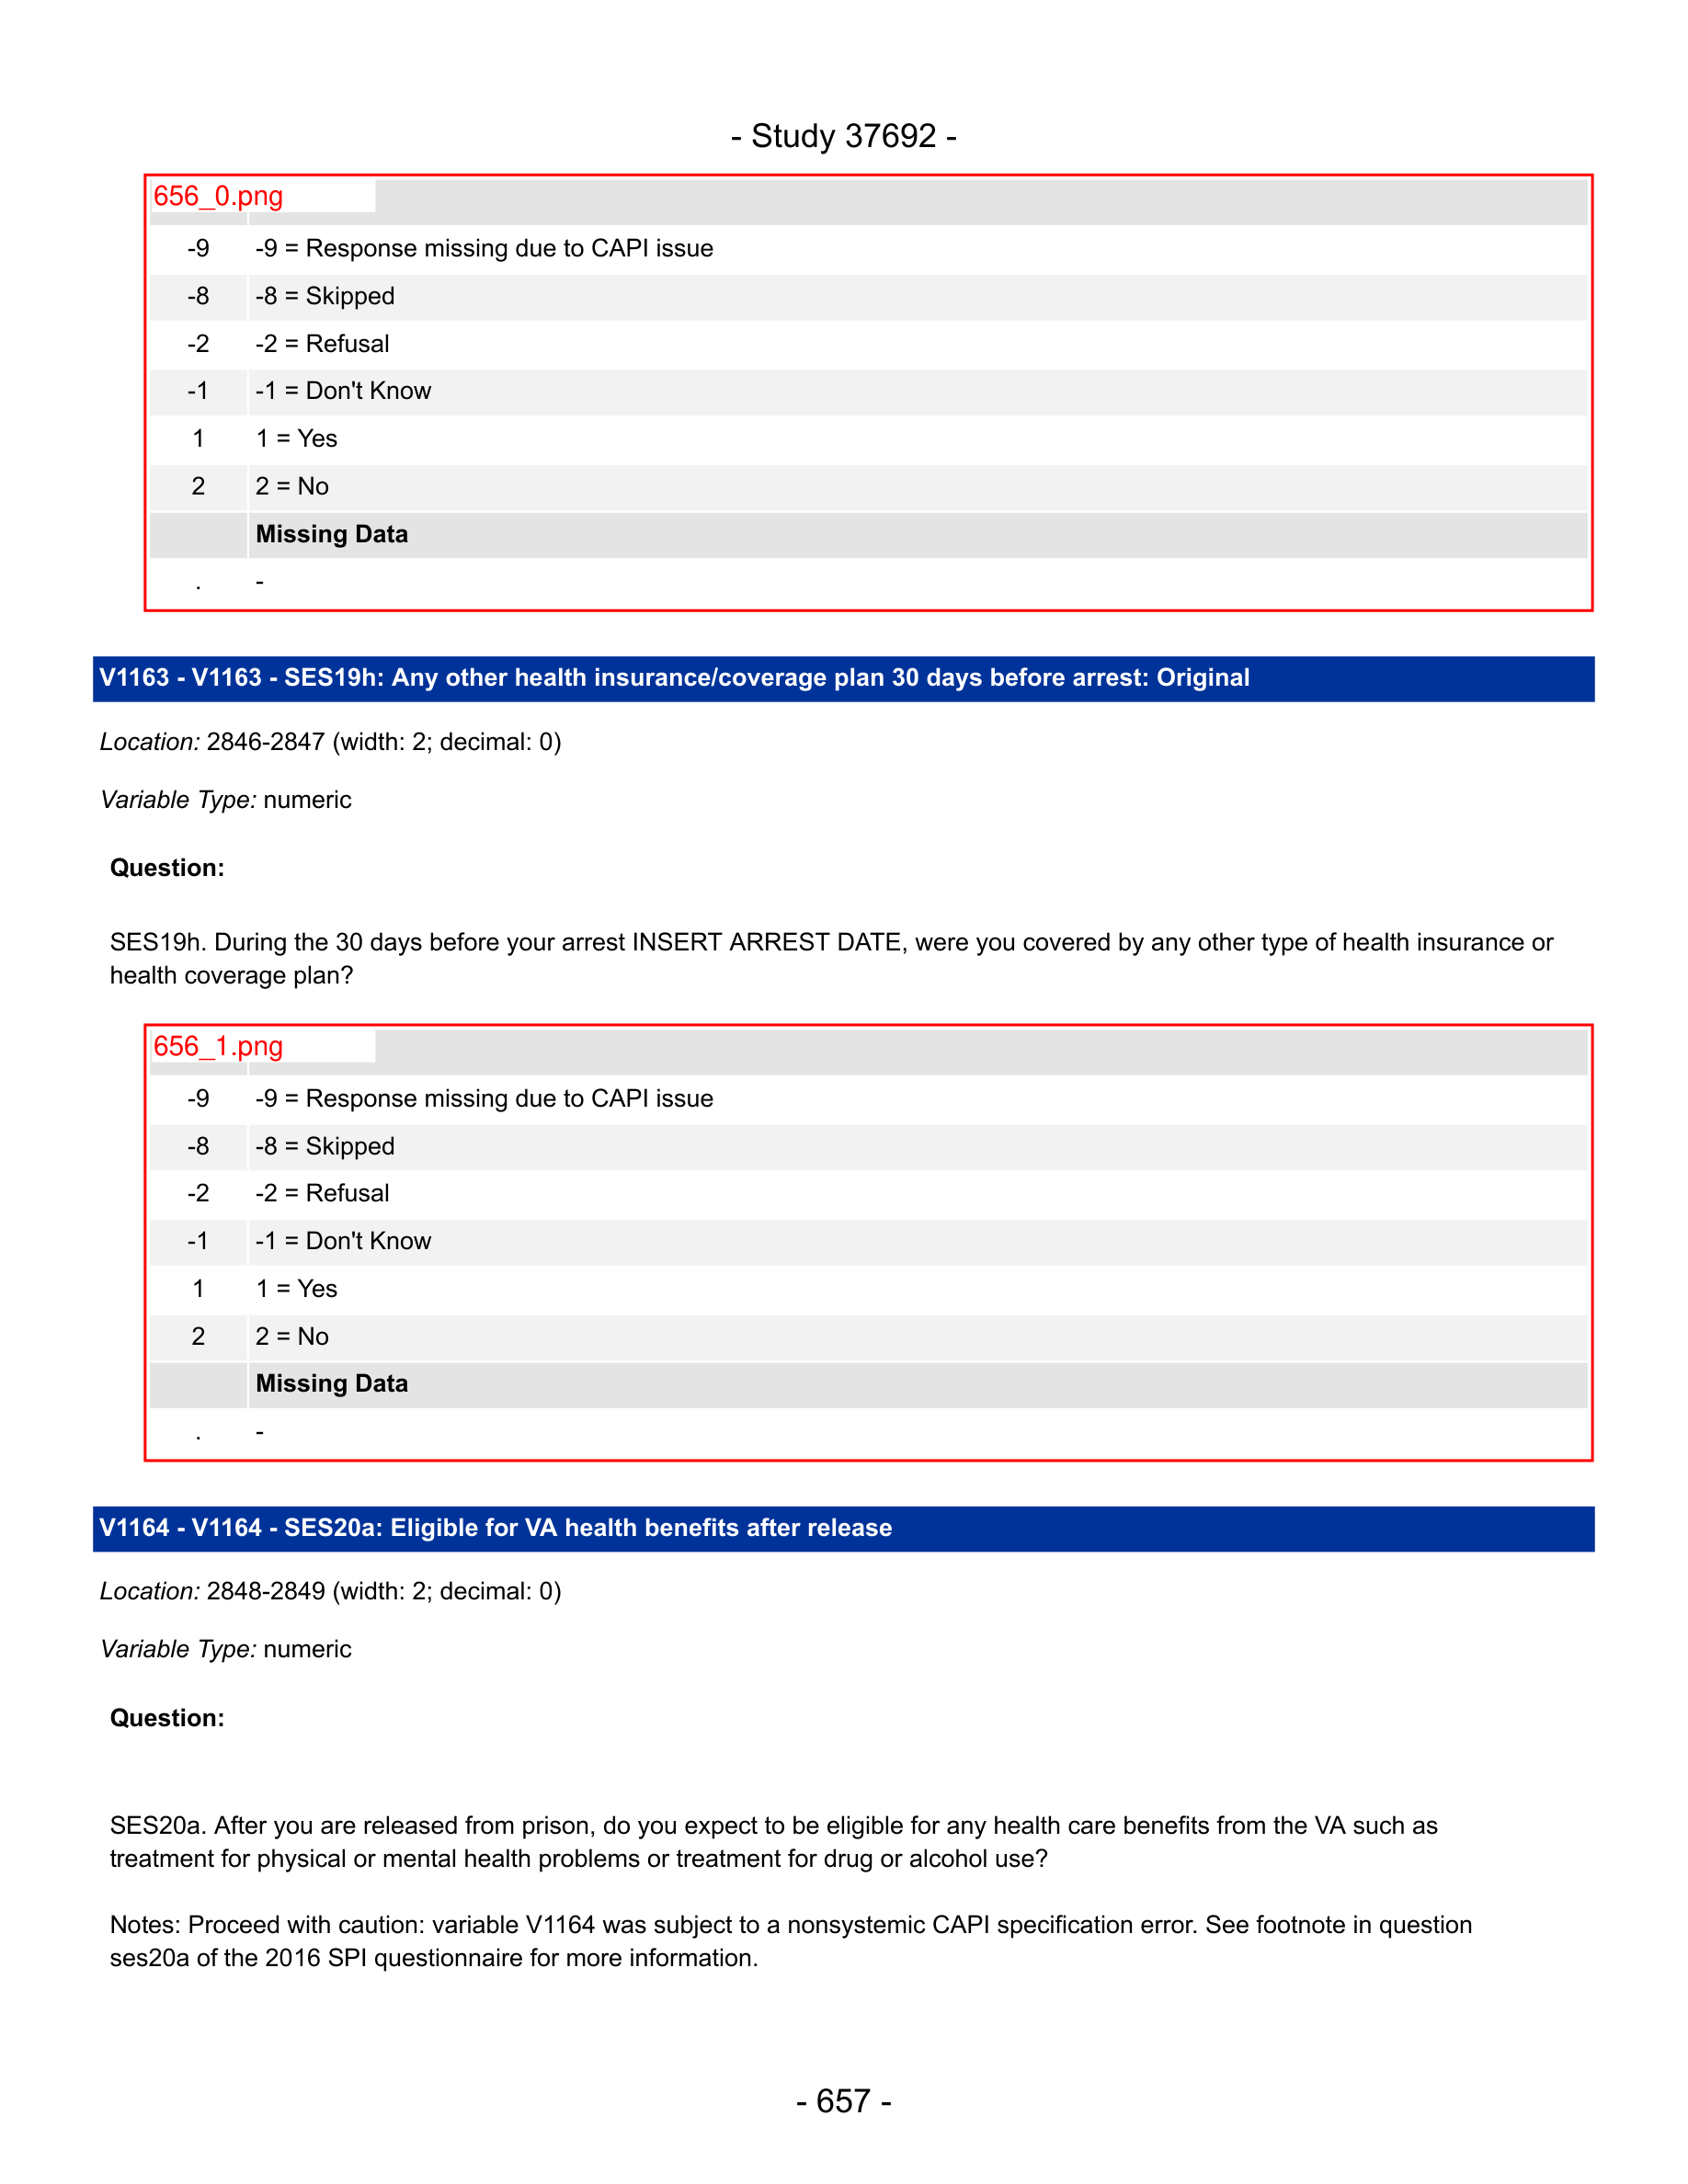 - Study 37692 -
656_0.png
-9 -9 = Response missing due to CAPI issue
-8 -8 = Skipped
-2 -2 = Refusal
-1 -1 = Don't Know
1 1 = Yes
2 2 = No
Missing Data
. -
V1163 - V1163 - SES19h: Any other health insurance/coverage plan 30 days before arrest: Original
Location: 2846-2847 (width: 2; decimal: 0)
Variable Type: numeric
Question:
SES19h. During the 30 days before your arrest INSERT ARREST DATE, were you covered by any other type of health insurance or
health coverage plan?
656_1.png
-9 -9 = Response missing due to CAPI issue
-8 -8 = Skipped
-2 -2 = Refusal
-1 -1 = Don't Know
1 1 = Yes
2 2 = No
Missing Data
. -
V1164 - V1164 - SES20a: Eligible for VA health benefits after release
Location: 2848-2849 (width: 2; decimal: 0)
Variable Type: numeric
Question:
SES20a. After you are released from prison, do you expect to be eligible for any health care benefits from the VA such as
treatment for physical or mental health problems or treatment for drug or alcohol use?
Notes: Proceed with caution: variable V1164 was subject to a nonsystemic CAPI specification error. See footnote in question
ses20a of the 2016 SPI questionnaire for more information.
- 657 -